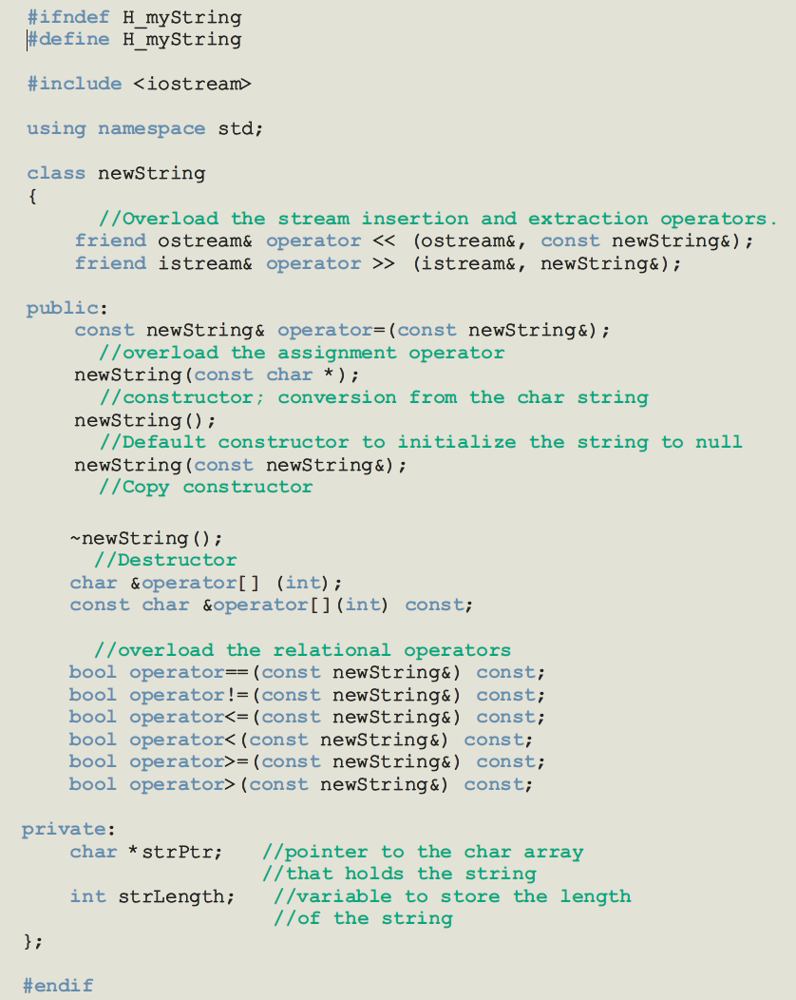 #ifndef H_myString
#define H_myString
#include <iostream>
using namespace std;
class newString
{
//Overload the stream insertion and extraction operators.
friend ostream& operator << (ostream&, const newString&);
friend istream& operator >> (istream&, newString&);
public:
const newString& operator=(const newString&);
//overload the assignment operator
newString(const char *);
//constructor; conversion from the char string
newString();
//Default constructor to initialize the string to null
newString(const newString&);
//Copy constructor
~newString();
//Destructor
char &operator[] (int);
const char &operator[](int) const;
//overload the relational operators
bool operator==(const newString&) const;
bool operator!=(const newString&) const;
bool operator<=(const newString&) const;
bool operator<(const newString&) const;
bool operator>=(const newString&) const;
bool operator>(const newString&) const;
private:
char *strPtr; //pointer to the char array
//that holds the string
int strLength; //variable to store the length
//of the string
};
#endif